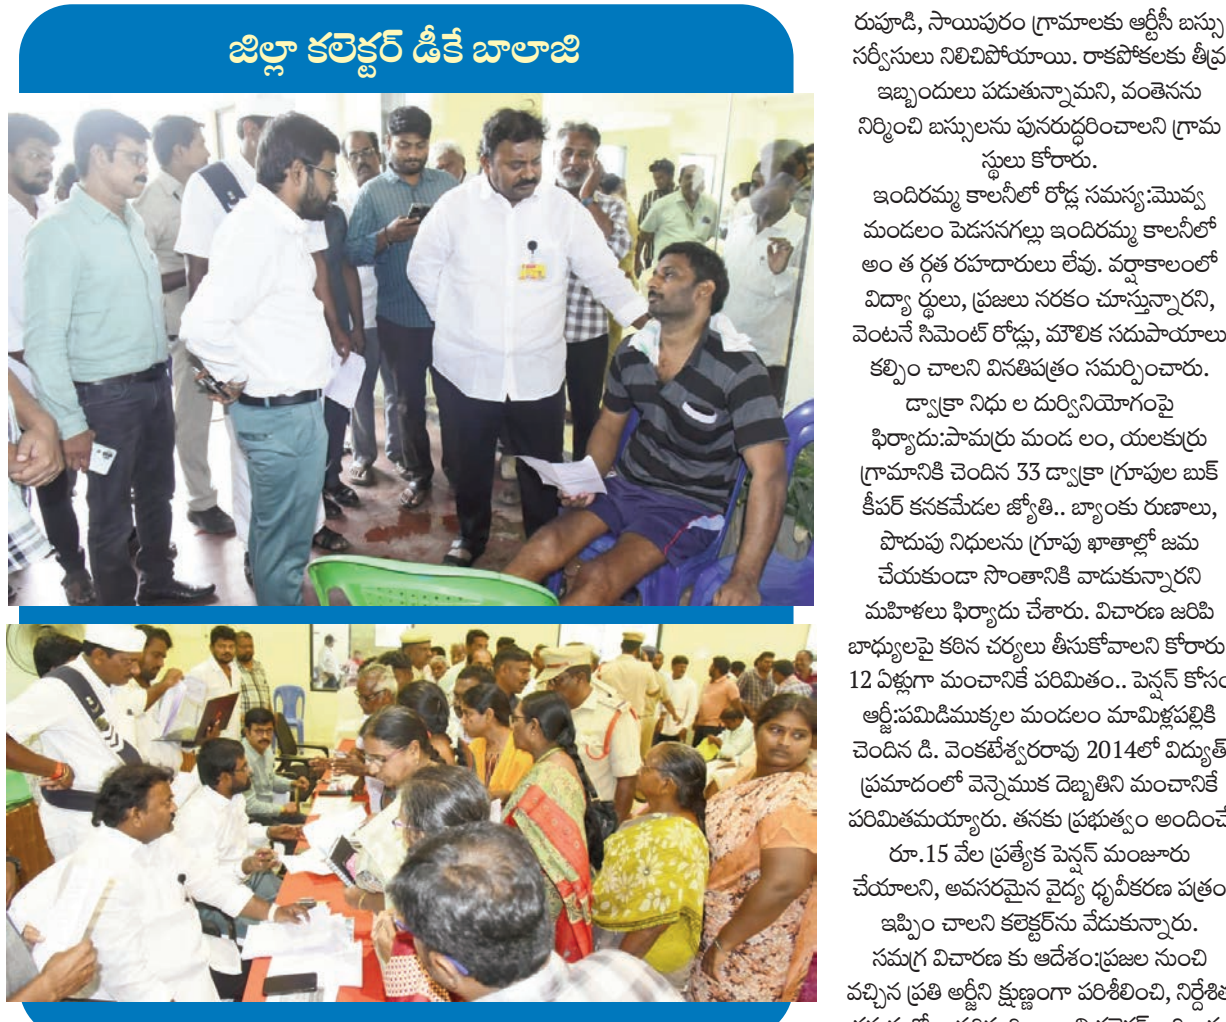 జిల్లా కలెక్టర్ డీకే బాలాజి
రుపూడి, సాయిపురం గ్రామాలకు ఆర్టీసీ బస్సు
సర్వీసులు నిలిచిపోయాయి. రాకపోకలకు తీవ్ర
ఇబ్బందులు పడుతున్నామని, వంతెనను
నిర్మించి బస్సులను పునరుద్ధరించాలని గ్రామ
స్థులు కోరారు.
ఇందిరమ్మ కాలనీలో రోడ్ల సమస్య:మొవ్వ
మండలం పెడసనగల్లు ఇందిరమ్మ కాలనీలో
అం త ర్గత రహదారులు లేవు. వర్షాకాలంలో
విద్యా ర్థులు, ప్రజలు నరకం చూస్తున్నారని,
వెంటనే సిమెంట్ రోడ్లు, మౌలిక సదుపాయాలు
కల్పిం చాలని వినతిపత్రం సమర్పించారు.
డ్వాక్రా నిధు ల దుర్వినియోగంపై
ఫిర్యాదు:పామర్రు మండ లం, యలకుర్రు
గ్రామానికి చెందిన 33 డ్వాక్రా గ్రూపుల బుక్
కీపర్ కనకమేడల జ్యోతి.. బ్యాంకు రుణాలు,
పొదుపు నిధులను గ్రూపు ఖాతాల్లో జమ
చేయకుండా సొంతానికి వాడుకున్నారని
మహిళలు ఫిర్యాదు చేశారు. విచారణ జరిపి
బాధ్యులపై కఠిన చర్యలు తీసుకోవాలని కోరారు
12 ఏళ్లుగా మంచానికే పరిమితం.. పెన్షన్ కోసం
ఆర్జీ:పమిడిముక్కల మండలం మామిళ్లపల్లికి
చెందిన డి. వెంకటేశ్వరరావు 2014లో విద్యుత్
ప్రమాదంలో వెన్నెముక దెబ్బతిని మంచానికే
పరిమితమయ్యారు. తనకు ప్రభుత్వం అందించే
రూ.15 వేల ప్రత్యేక పెన్షన్ మంజూరు
చేయాలని, అవసరమైన వైద్య ధృవీకరణ పత్రం
ఇప్పిం చాలని కలెక్టర్‌ను వేడుకున్నారు.
సమగ్ర విచారణ కు ఆదేశం:ప్రజల నుంచి
వచ్చిన ప్రతి అర్జీని క్షుణ్ణంగా పరిశీలించి,